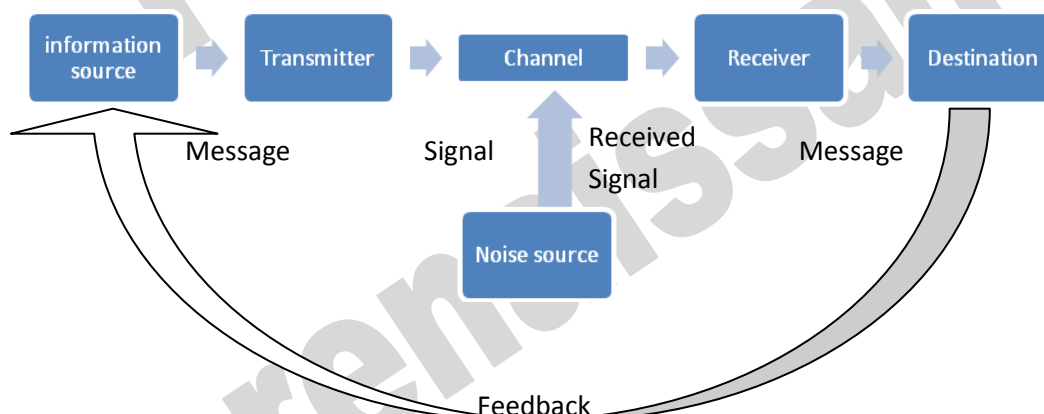 information
source
Transmitter
Channel
Receiver
Destination
Message
Signal
Received
Signal
Message
Noise source
Feedback